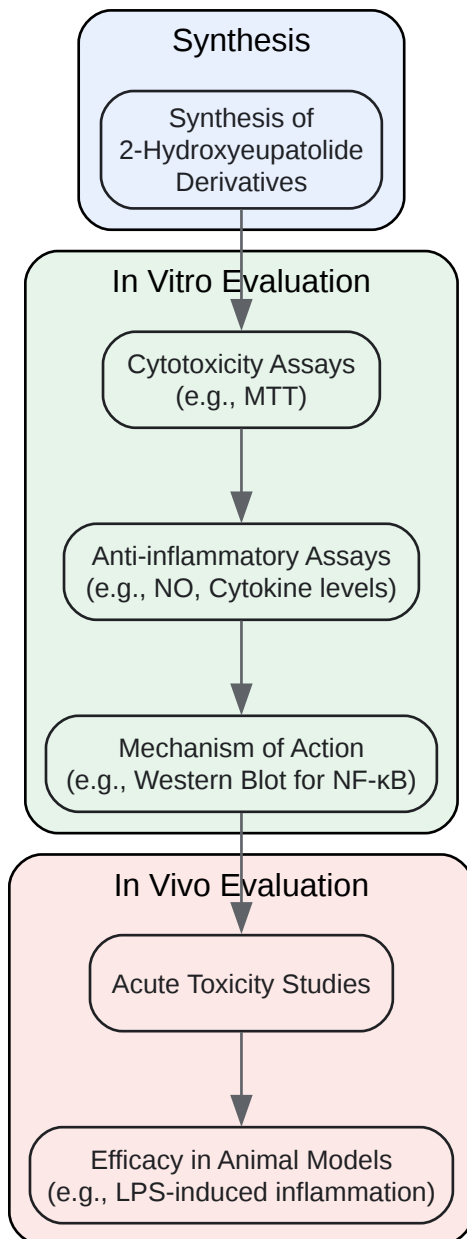 Synthesis
Synthesis of
2-Hydroxyeupatolide
Derivatives
In Vitro Evaluation
Cytotoxicity Assays
(e.g., MTT)
Anti-inflammatory Assays
(e.g., NO, Cytokine levels)
Mechanism of Action
(e.g., Western Blot for NF-κB)
In Vivo Evaluation
Acute Toxicity Studies
Efficacy in Animal Models
(e.g., LPS-induced inflammation)